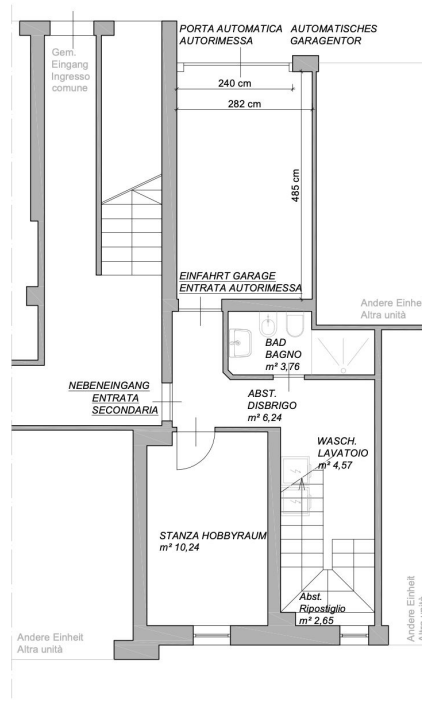 PORTA AUTOMATICA
AUTORIMESSA
AUTOMATISCHES
GARAGENTOR
Gem.
Eingang
Ingresso
comune
240 cm
282 cm
485 cm
EINFAHRT GARAGE
ENTRATA AUTORIMESSA
Andere Einhe
Altra unità
BAD
BAGNO
m² 3,76
NEBENEINGANG
ENTRATA
SECONDARIA
ABST.
DISBRIGO
m² 6,24
WASCH.
LAVATOIO
m² 4,57
STANZA HOBBYRAUM
m² 10,24
Abst.
Ripostiglio
m² 2,65
Andere Einheit
Altra unità
Andere Einheit
Altra unità